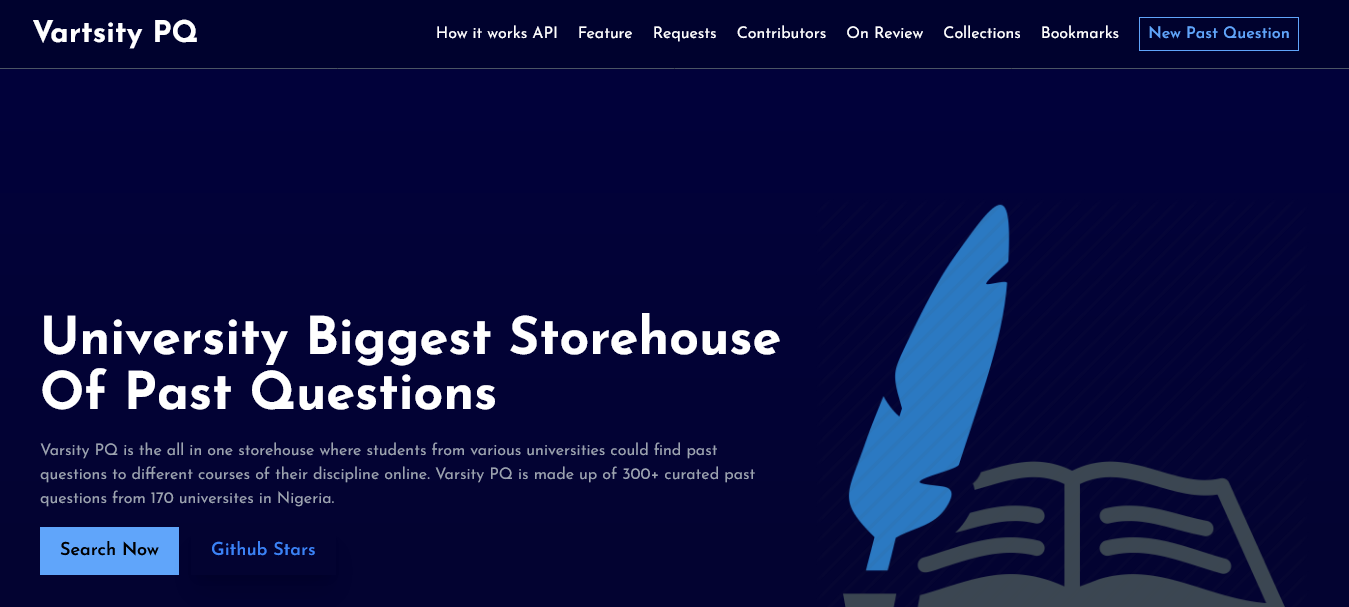 Vartsity PQ
How it works API Feature Requests Contributors On Review Collections Bookmarks New Past Question
University Biggest Storehouse
Of Past Questions
Varsity PQ is the all in one storehouse where students from various universities could find past
questions to different courses of their discipline online. Varsity PQ is made up of 300+ curated past
questions from 170 universites in Nigeria.
Search Now Github Stars